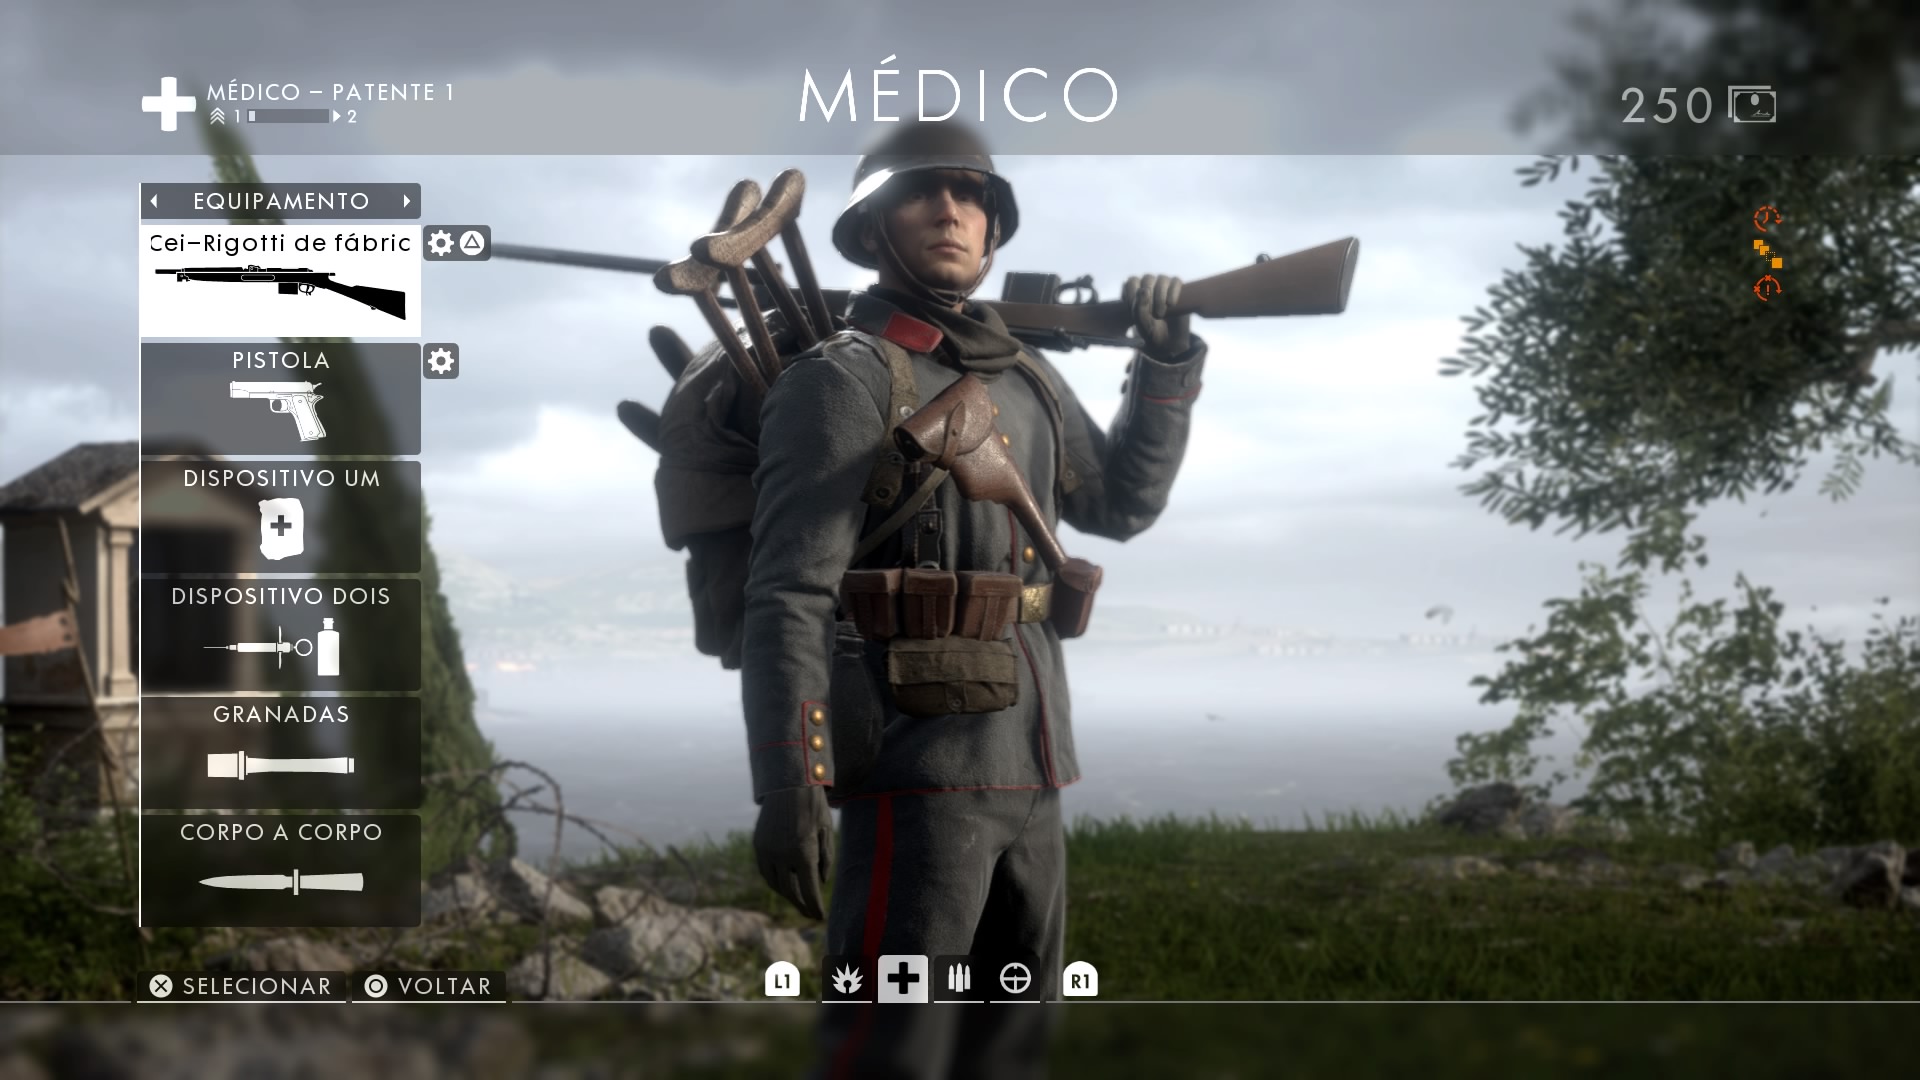 MÉDICO – PATENTE 1
1 2
MÉDICO
250
EQUIPAMENTO
Cei-Rigotti de fábric
PISTOLA
DISPOSITIVO UM
DISPOSITIVO DOIS
GRANADAS
CORPO A CORPO
SELECIONAR
VOLTAR
L1
R1